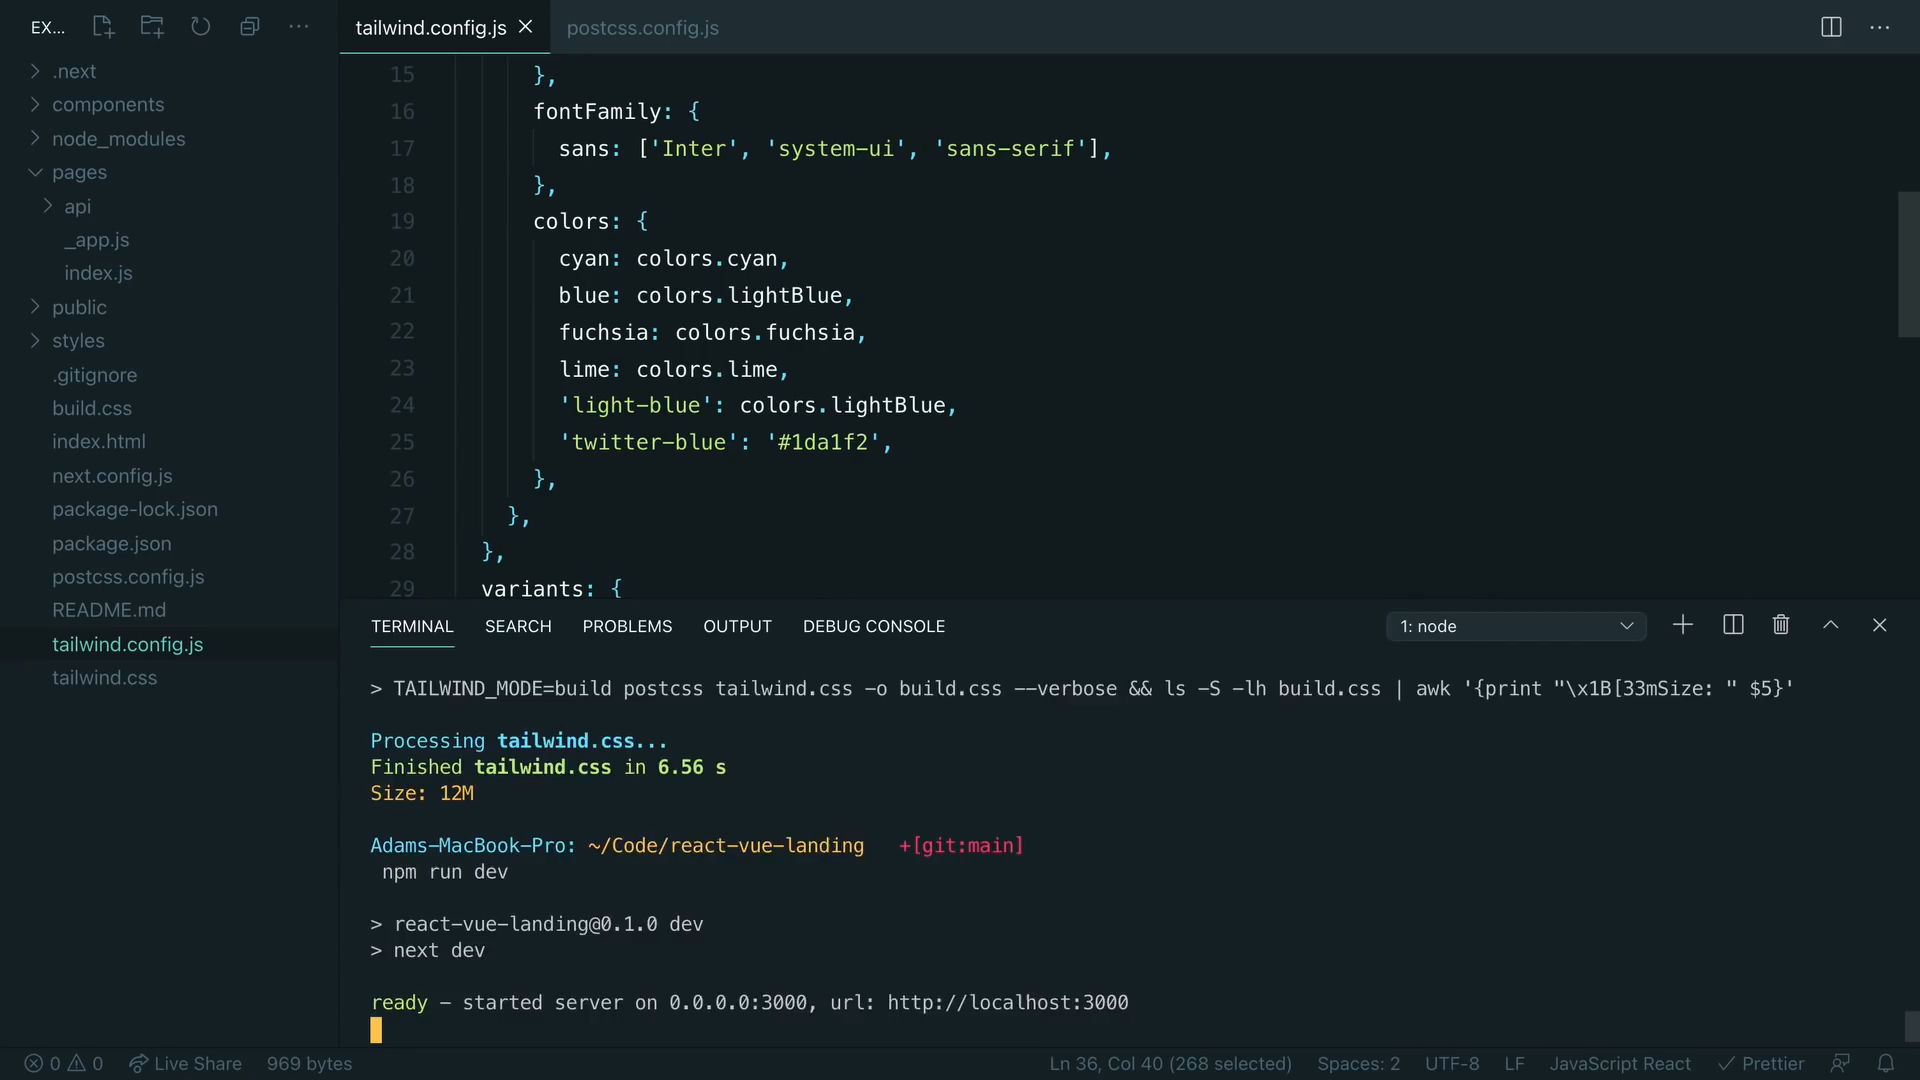 EX...
tailwind.config.js
postcss.config.js
.next
components
node_modules
pages
api
_app.js
index.js
public
styles
.gitignore
build.css
index.html
next.config.js
package-lock.json
package.json
postcss.config.js
README.md
tailwind.config.js
tailwind.css
15 },
16 fontFamily: {
17 sans: ['Inter', 'system-ui', 'sans-serif'],
18 },
19 colors: {
20 cyan: colors.cyan,
21 blue: colors.lightBlue,
22 fuchsia: colors.fuchsia,
23 lime: colors.lime,
24 'light-blue': colors.lightBlue,
25 'twitter-blue': '#1da1f2',
26 },
27 },
28 },
29 variants: {
TERMINAL SEARCH PROBLEMS OUTPUT DEBUG CONSOLE 1: node
> TAILWIND_MODE=build postcss tailwind.css -o build.css --verbose && ls -S -lh build.css | awk '{print "\x1B[33mSize: " $5}'
Processing tailwind.css...
Finished tailwind.css in 6.56 s
Size: 12M
Adams-MacBook-Pro: ~/Code/react-vue-landing +[git:main]
npm run dev
> react-vue-landing@0.1.0 dev
> next dev
ready - started server on 0.0.0.0:3000, url: http://localhost:3000
0 0 Live Share 969 bytes Ln 36, Col 40 (268 selected) Spaces: 2 UTF-8 LF JavaScript React Prettier